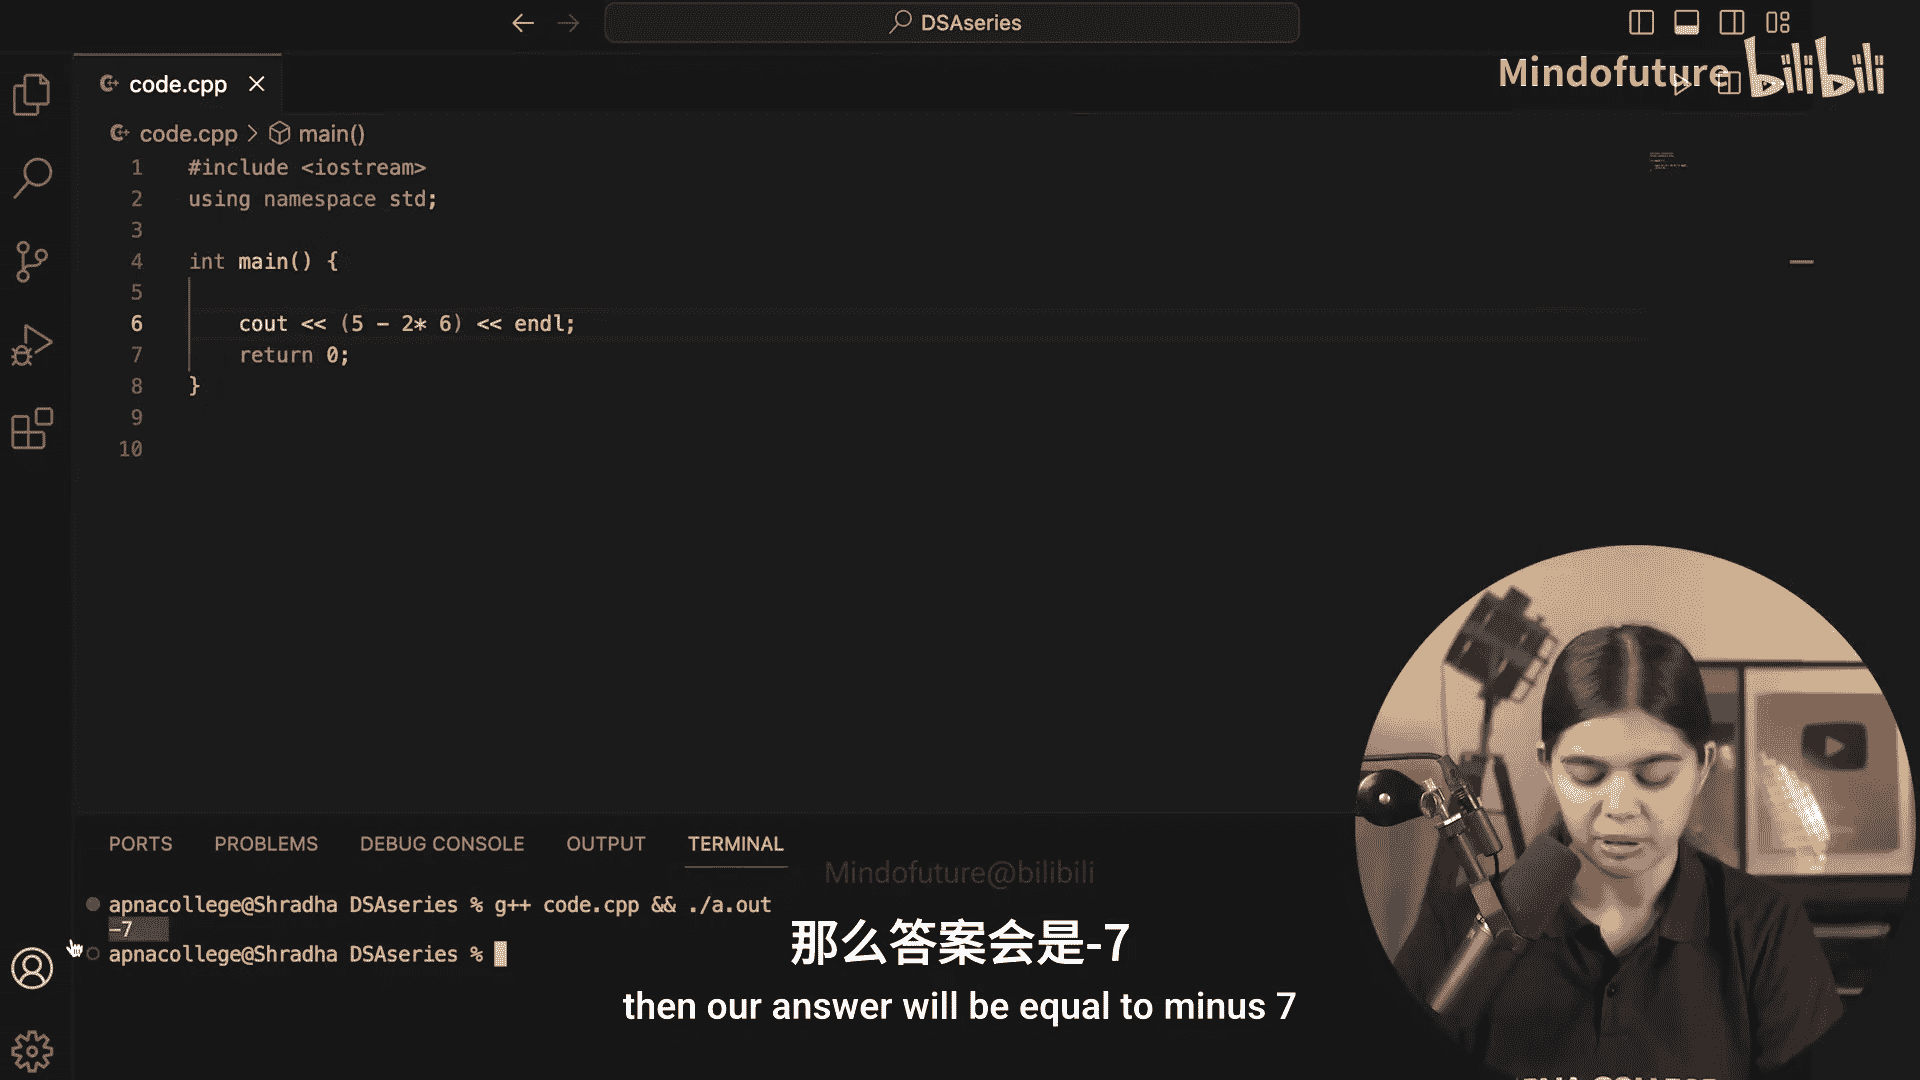 DSAseries
Mindofuture bilibili
code.cpp
code.cpp > main()
1 #include <iostream>
2 using namespace std;
3
4 int main() {
5
6 cout << (5 - 2* 6) << endl;
7 return 0;
8 }
9
10
PORTS PROBLEMS DEBUG CONSOLE OUTPUT TERMINAL
Mindofuture@bilibili
apnacollege@Shradha DSAseries % g++ code.cpp && ./a.out
-7
apnacollege@Shradha DSAseries %
那么答案会是-7
then our answer will be equal to minus 7